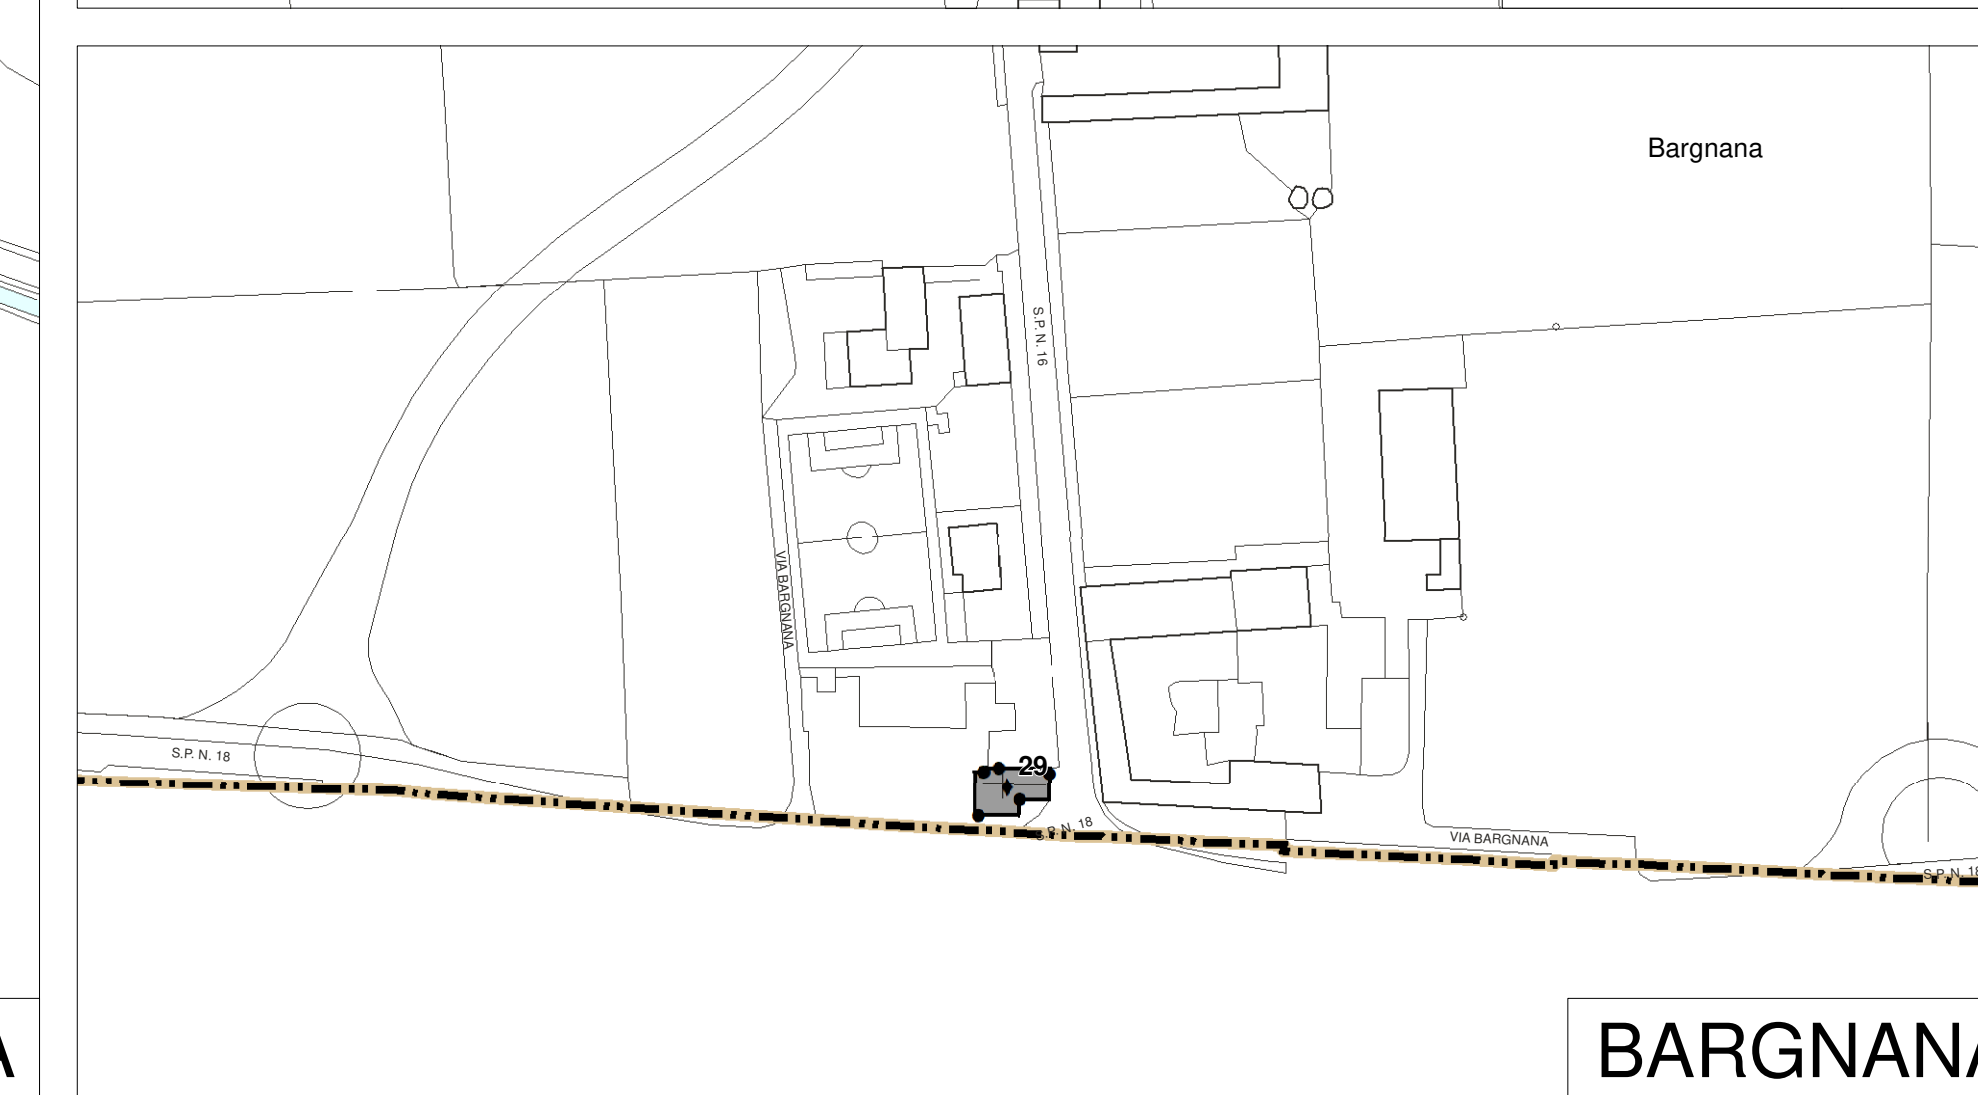 Bargnana
S.P. N. 16
VIA BARGNANA
S.P. N. 18
29
S.P. N. 18
VIA BARGNANA
S.P. N. 18
A
BARGNANA